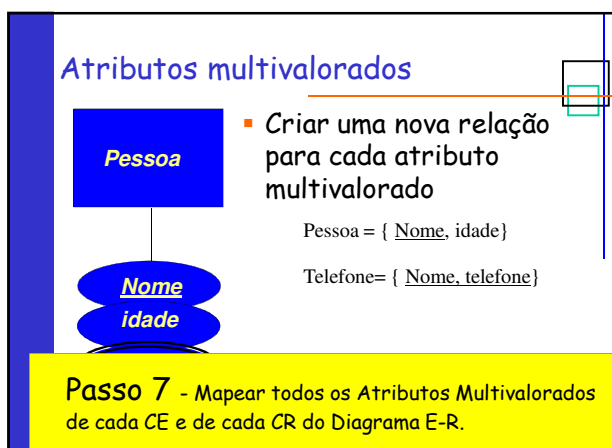 Atributos multivalorados
Pessoa
Nome
idade
▪ Criar uma nova relação
para cada atributo
multivalorado
Pessoa = { Nome, idade}
Telefone= { Nome, telefone}
Passo 7 - Mapear todos os Atributos Multivalorados
de cada CE e de cada CR do Diagrama E-R.